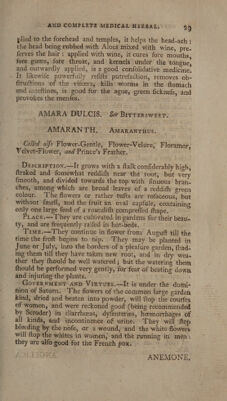 AND COMPLETE MEDICAL HERBAL. 29
plied to the forehead and temples, it helps the head-ach :
the head being rubbed with Aloes mixed with wine, pre-
serves the hair : applied with wine, it cures sore mouths,
sore gums, sore throat, and kernels under the tongue,
and outwardly applied, is a good consolidative medicine.
It likewise powerfully resists putrefaction, removes ob-
structions of the viscera, kills worms in the stomach
and intestines, is good for the ague, green sickness, and
provokes the menses.
AMARA DULCIS. See BITTERSWEET.
AMARANTH. AMARANTHUS.
Called also Flower-Gentle, Flower-Velure, Floramor,
Velvet-Flower, and Prince's Feather.
DESCRIPTION.—It grows with a stalk considerably high,
streaked and somewhat reddish near the root, but very
smooth, and divided towards the top with sinuous bran-
ches, among which are broad leaves of a reddish green
colour. The flowers or rather tufts are rosaceous, but
without smell, and the fruit an oval capsule, containing
only one large seed of a roundish compressed shape.
PLACE.—They are cultivated in gardens for their beau-
ty, and are frequently raised in hot-beds.
TIME.—They continue in flower from August till the
time the frost begins to nip. They may be planted in
June or July, into the borders of a pleasure garden, shad-
ing them till they have taken new root, and in dry wea-
ther they should be well watered ; but the watering them
should be performed very gently, for fear of beating down
and injuring the plants.
GOVERNMENT AND VIRTUE.—It is under the domi-
nion of Saturn. The flowers of the common large garden
kind, dried and beaten into powder, will stop the courses
of women, and were reckoned good (being recommended
by Scroder) in diarrhœas, dysenteries, hæmorrhages of
all kinds, and incontinence of urine. They will stop
bleeding by the nose, or a wound, and the white flowers
will stop the whites in women, and the running in men :
they are also good for the French pox.
ANEMONE,